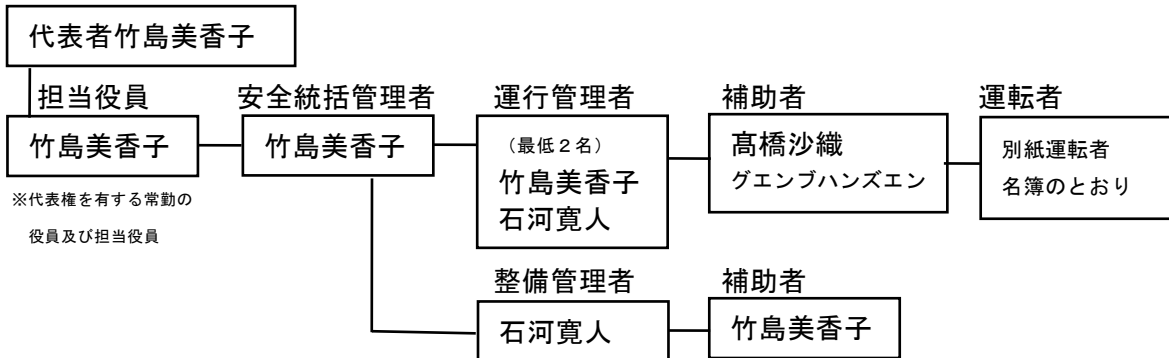 代表者竹島美香子
担当役員
竹島美香子
※代表権を有する常勤の
役員及び担当役員
安全統括管理者
竹島美香子
運行管理者
（最低２名）
竹島美香子
石河寛人
補助者
髙橋沙織
グエンブハンズエン
運転者
別紙運転者
名簿のとおり
整備管理者
石河寛人
補助者
竹島美香子